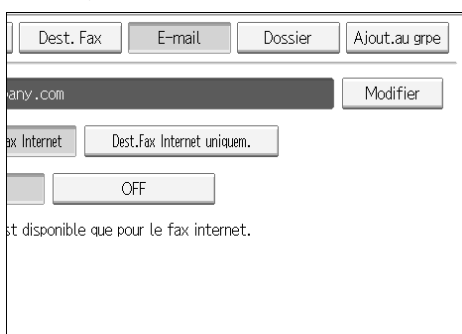 Dest. Fax E-mail Dossier Ajout.au grpe
pany.com Modifier
ax Internet Dest.Fax Internet uniquem.
OFF
st disponible que pour le fax internet.